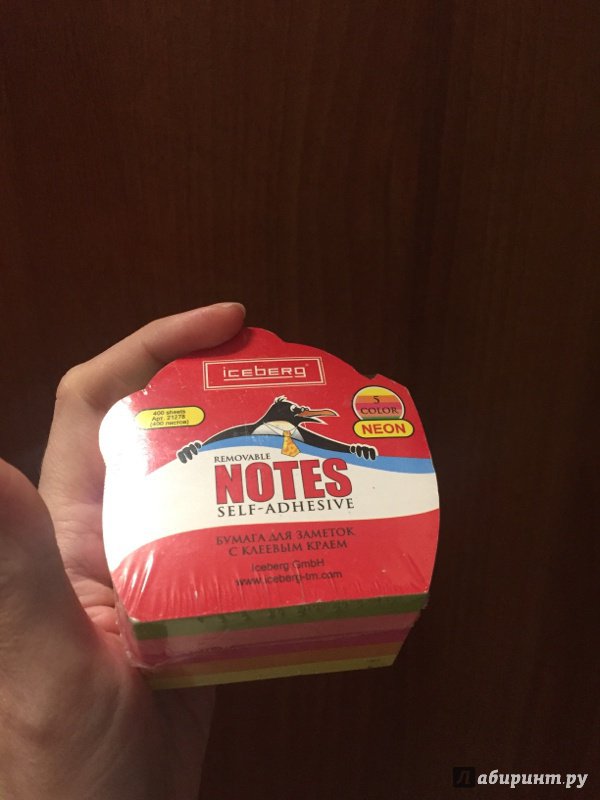 iceberg
400 sheets
Арт. 21278
(400 листов)
5
COLOR
NEON
REMOVABLE
NOTES
SELF-ADHESIVE
БУМАГА ДЛЯ ЗАМЕТОК
С КЛЕЕВЫМ КРАЕМ
Iceberg GmbH
www.iceberg-tm.com
Л абиринт.ру